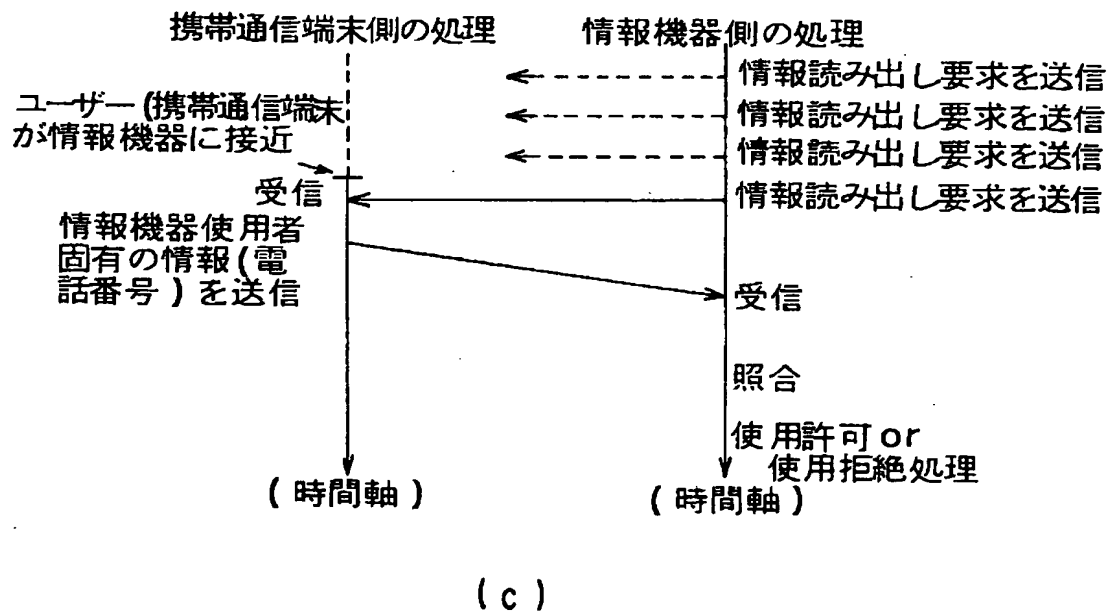 携帯通信端末側の処理
情報機器側の処理
情報読み出し要求を送信
情報読み出し要求を送信
情報読み出し要求を送信
情報読み出し要求を送信
ユーザー(携帯通信端末
が情報機器に接近
受信
情報機器使用者
固有の情報(電
話番号)を送信
受信
照合
使用許可or
使用拒絶処理
(時間軸)
(時間軸)
(c)